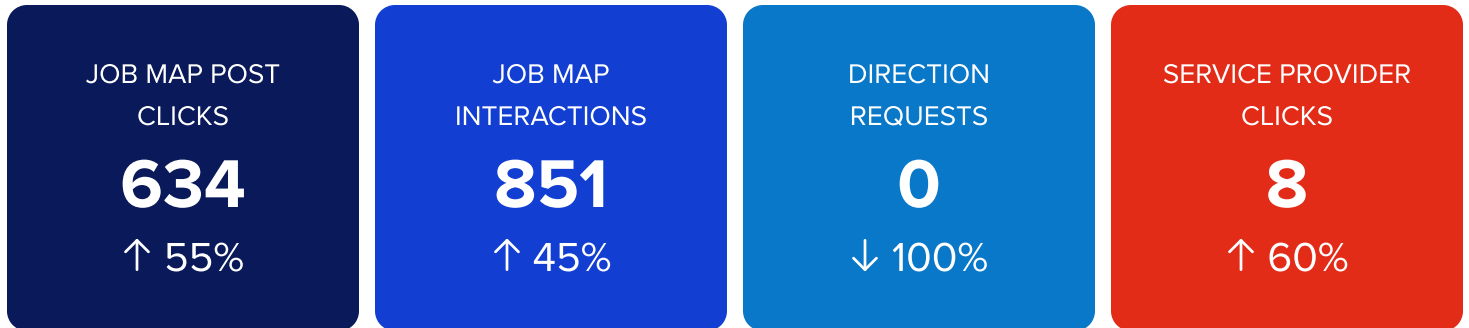 JOB MAP POST
CLICKS
634
↑ 55%
JOB MAP
INTERACTIONS
851
↑ 45%
DIRECTION
REQUESTS
0
↓ 100%
SERVICE PROVIDER
CLICKS
8
↑ 60%